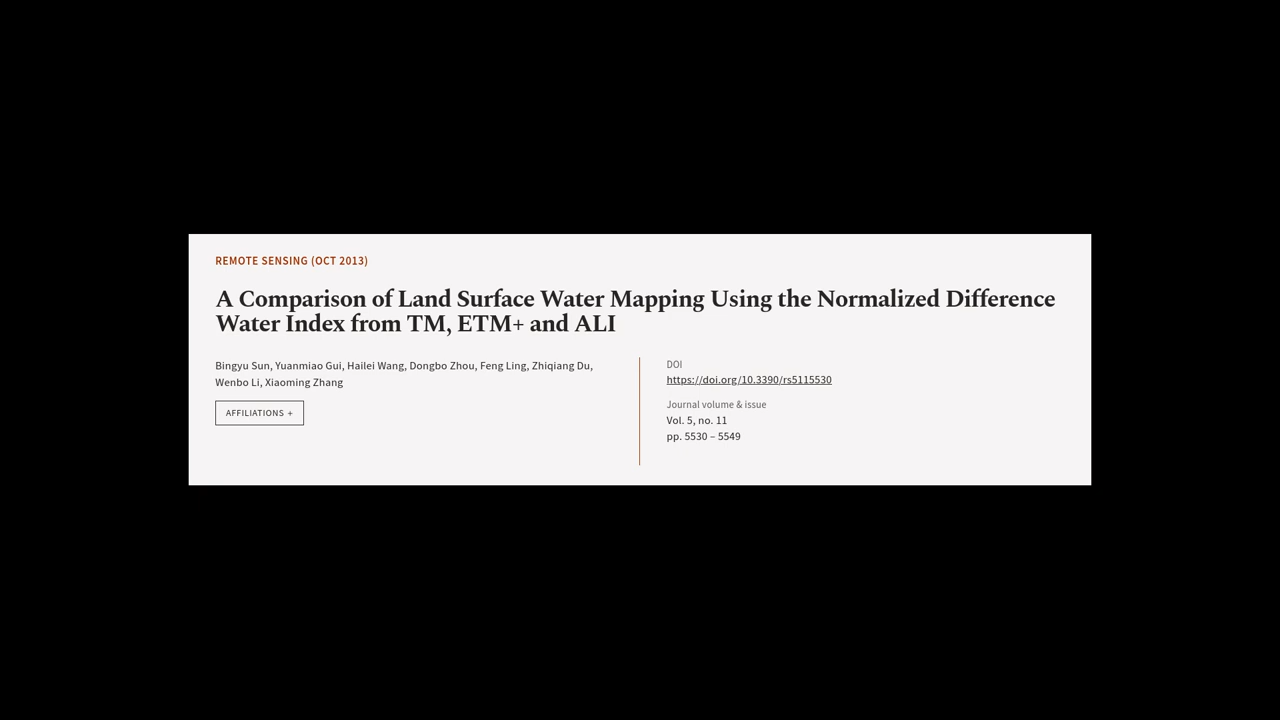 REMOTE SENSING (OCT 2013)
A Comparison of Land Surface Water Mapping Using the Normalized Difference
Water Index from TM, ETM+ and ALI
Bingyu Sun, Yuanmiao Gui, Hailei Wang, Dongbo Zhou, Feng Ling, Zhiqiang Du,
Wenbo Li, Xiaoming Zhang
AFFILIATIONS +
DOI
https://doi.org/10.3390/rs5115530
Journal volume & issue
Vol. 5, no. 11
pp. 5530 – 5549